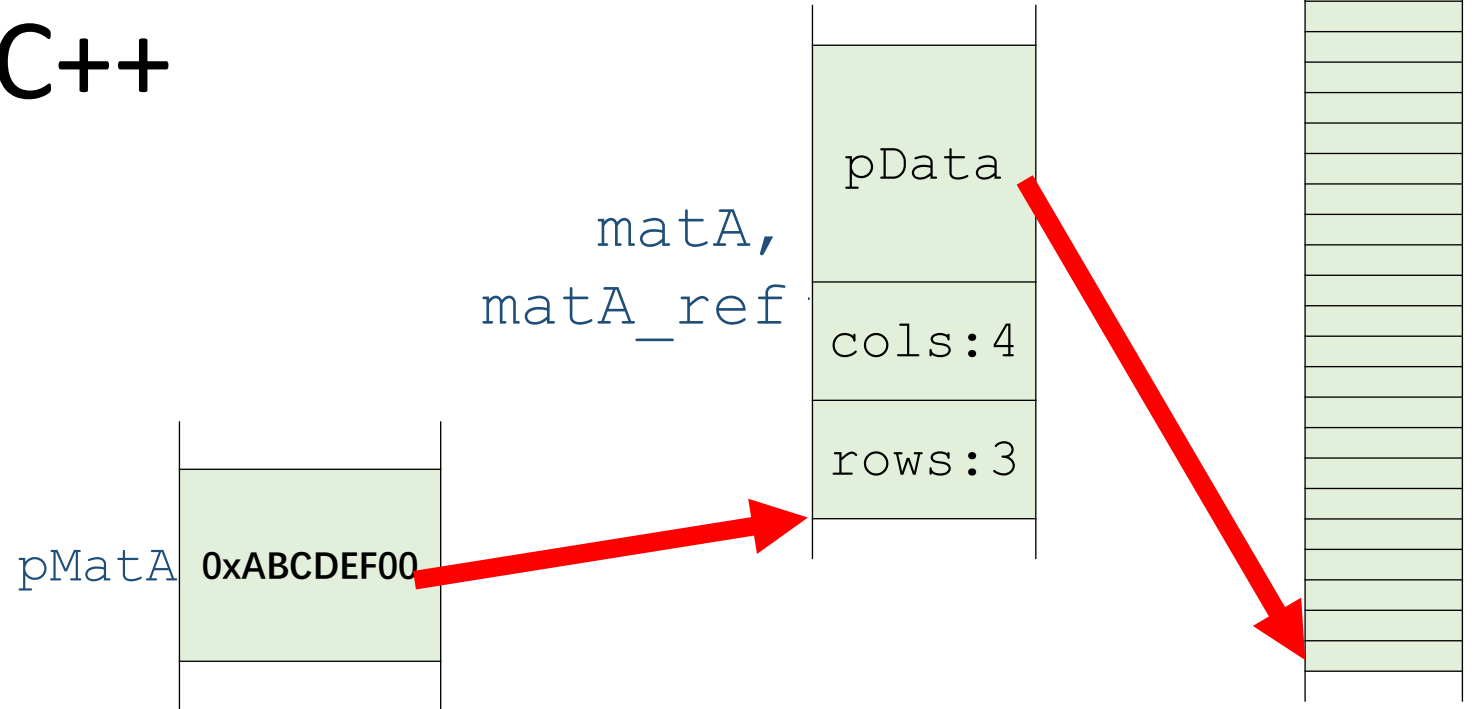 C++
pData
matA,
matA_ref
cols:4
rows:3
pMatA
0xABCDEF00